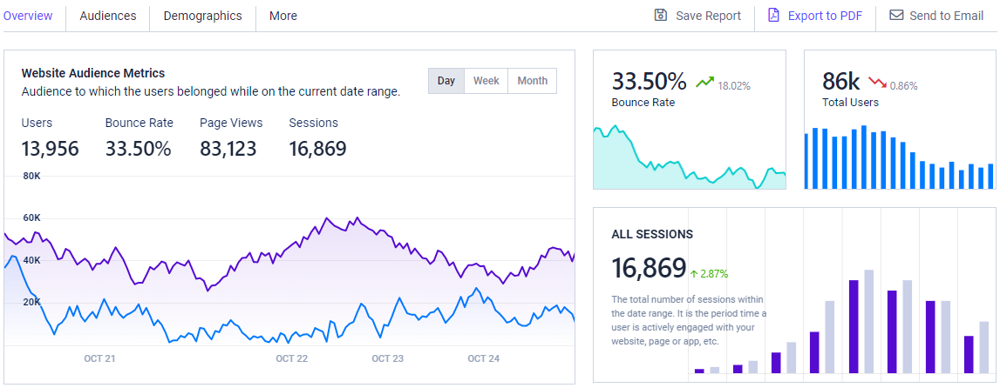 Overview
Audiences
Demographics
More
Save Report
Export to PDF
Send to Email
Website Audience Metrics
Audience to which the users belonged while on the current date range.
Day
Week
Month
Users
Bounce Rate
Page Views
Sessions
13,956
33.50%
83,123
16,869
80K
60K
40K
20K
OCT 21
OCT 22
OCT 23
OCT 24
33.50%
18.02%
Bounce Rate
86k
0.86%
Total Users
ALL SESSIONS
16,869
2.87%
The total number of sessions within
the date range. It is the period time a
user is actively engaged with your
website, page or app, etc.